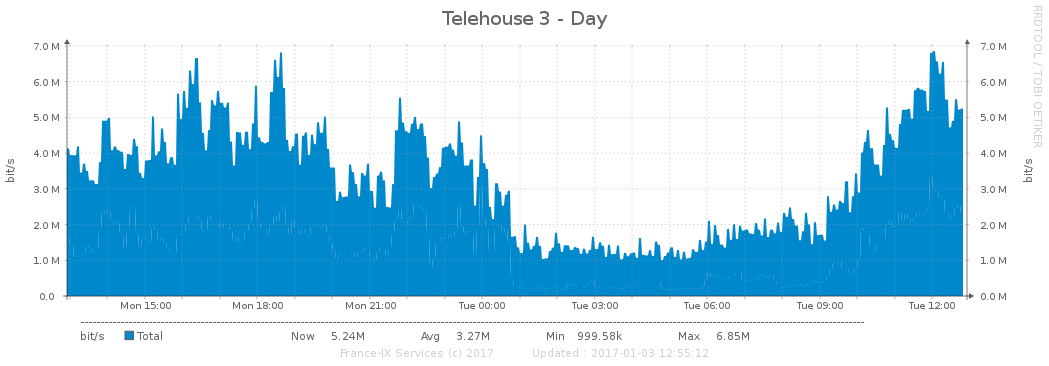 Telehouse 3 - Day
RRDTOOL / TOBI OETIKER
bit/s
7.0 M
6.0 M
5.0 M
4.0 M
3.0 M
2.0 M
1.0 M
0.0
7.0 M
6.0 M
5.0 M
4.0 M
3.0 M
2.0 M
1.0 M
0.0 M
bit/s
Mon 15:00 Mon 18:00 Mon 21:00 Tue 00:00 Tue 03:00 Tue 06:00 Tue 09:00 Tue 12:00
bit/s Total Now 5.24M Avg 3.27M Min 999.58k Max 6.85M
France-IX Services (c) 2017 Updated : 2017-01-03 12:55:12